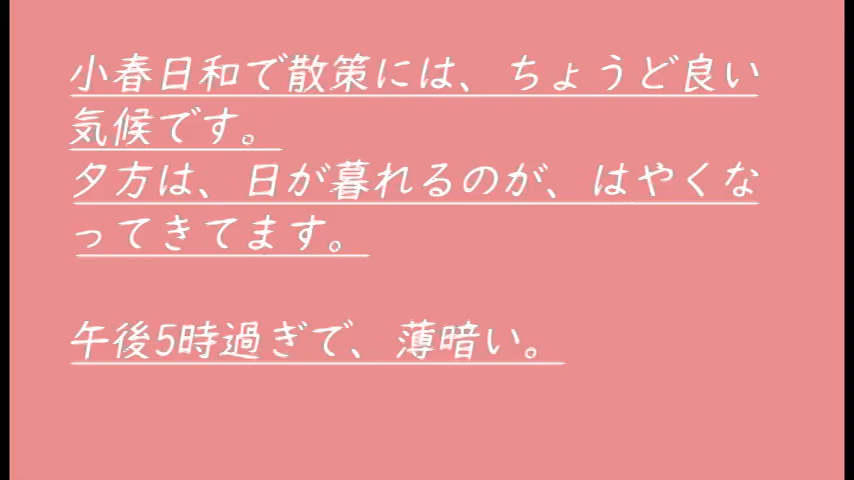 小春日和で散策には、ちょうど良い
気候です。
夕方は、日が暮れるのが、はやくな
ってきてます。
午後5時過ぎで、薄暗い。